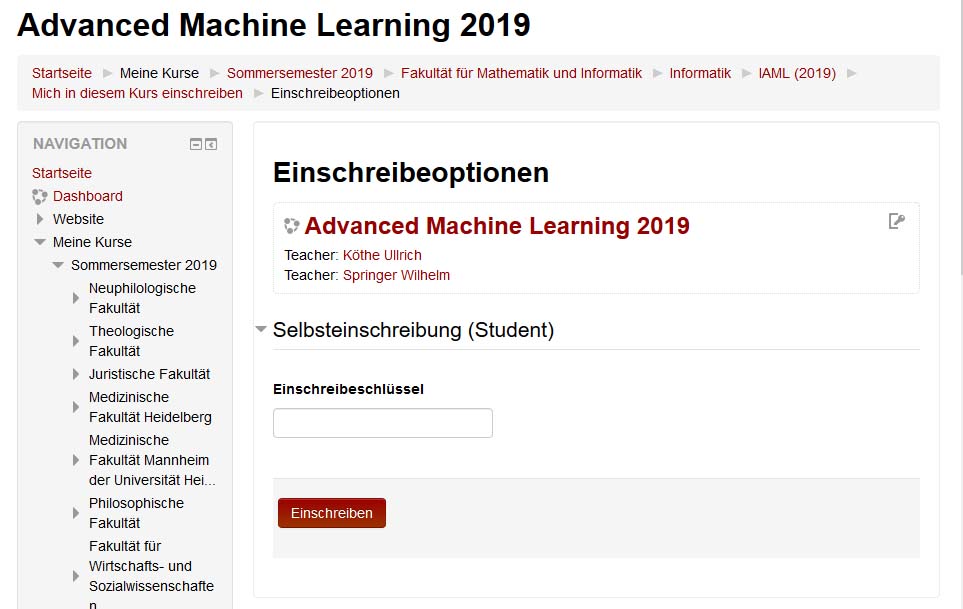 Advanced Machine Learning 2019
Startseite Meine Kurse Sommersemester 2019 Fakultät für Mathematik und Informatik Informatik IAML (2019)
Mich in diesem Kurs einschreiben Einschreibeoptionen
NAVIGATION
Startseite
Dashboard
Website
Meine Kurse
Sommersemester 2019
Neuphilologische
Fakultät
Theologische
Fakultät
Juristische Fakultät
Medizinische
Fakultät Heidelberg
Medizinische
Fakultät Mannheim
der Universität Hei...
Philosophische
Fakultät
Fakultät für
Wirtschafts- und
Sozialwissenschafte
n
Einschreibeoptionen
Advanced Machine Learning 2019
Teacher: Köthe Ullrich
Teacher: Springer Wilhelm
Selbsteinschreibung (Student)
Einschreibeschlüssel
Einschreiben